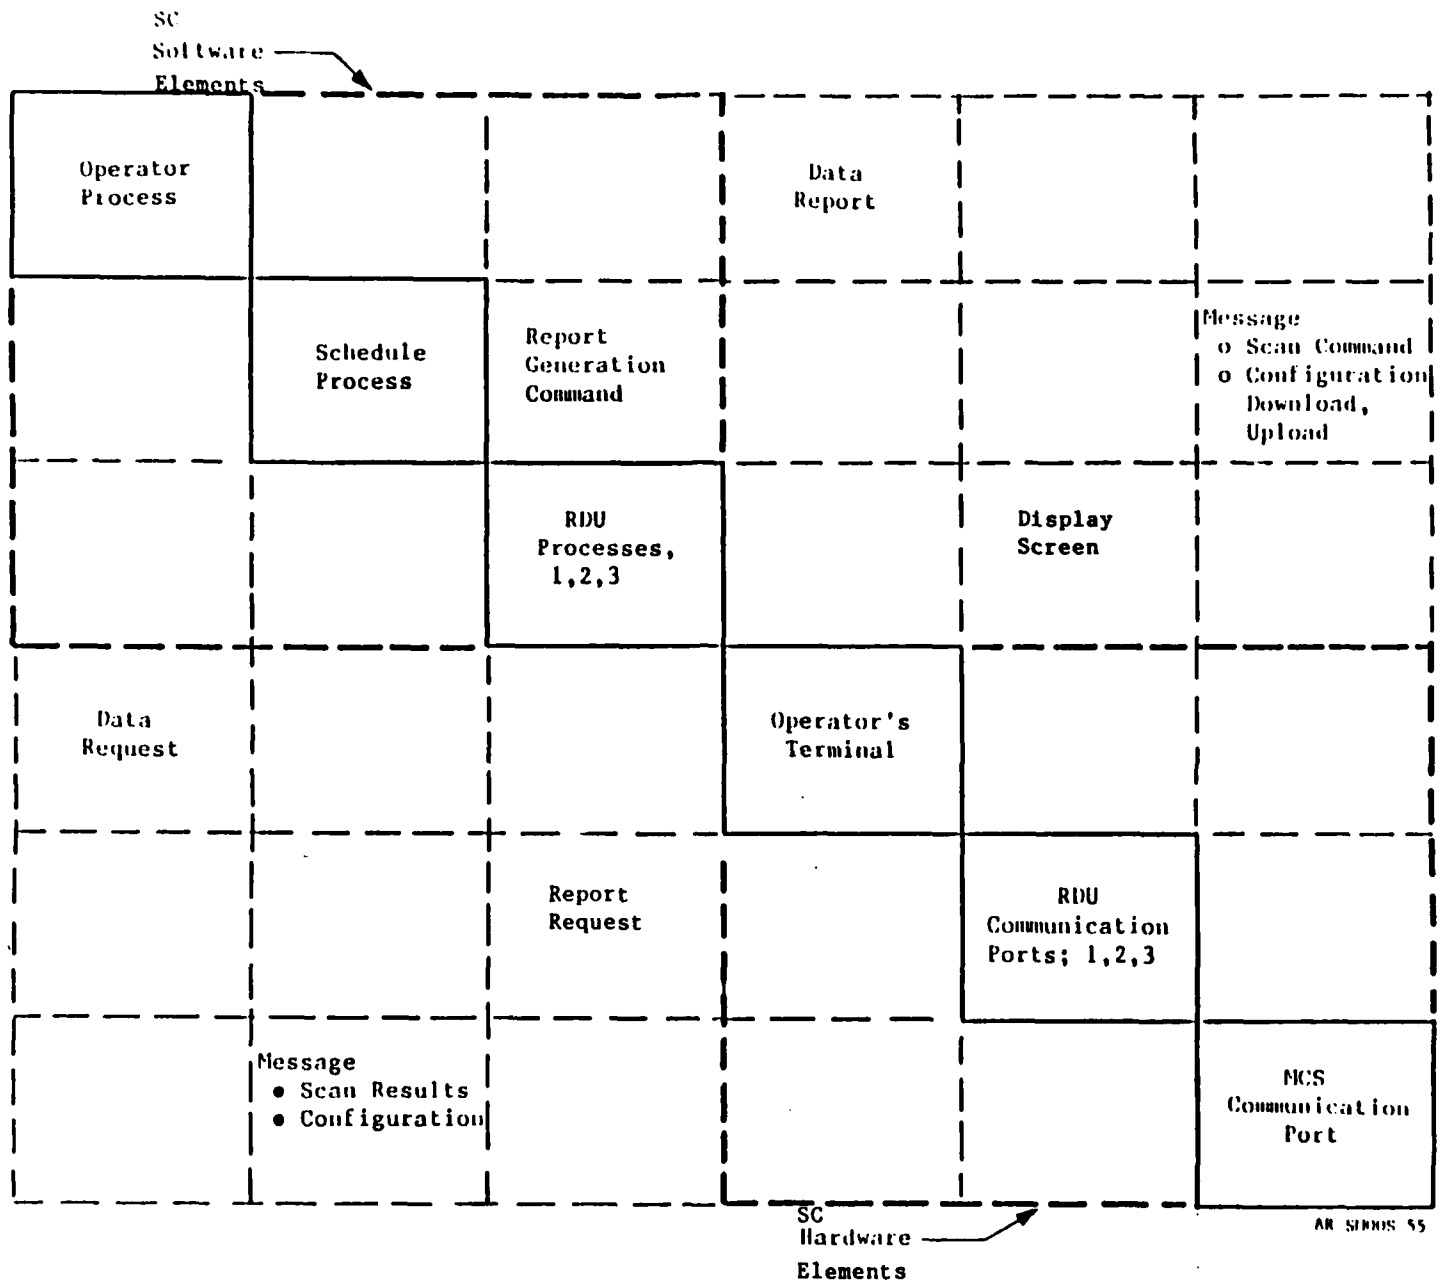 SC
Software
Elements
Operator
Process
Data
Report
Schedule
Process
Report
Generation
Command
Message
o Scan Command
o Configuration
Download,
Upload
RDU
Processes,
1,2,3
Display
Screen
Data
Request
Operator's
Terminal
Report
Request
RDU
Communication
Ports; 1,2,3
Message
● Scan Results
● Configuration
MCS
Communication
Port
SC
Hardware
Elements